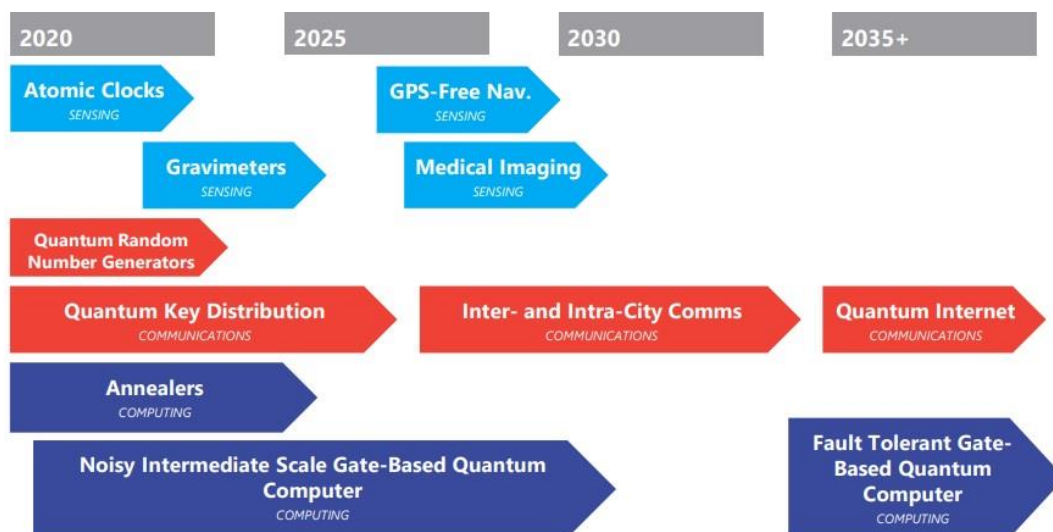 2020
2025
2030
2035+
Atomic Clocks
SENSING
GPS-Free Nav.
SENSING
Gravimeters
SENSING
Medical Imaging
SENSING
Quantum Random
Number Generators
Quantum Key Distribution
COMMUNICATIONS
Inter- and Intra-City Comms
COMMUNICATIONS
Quantum Internet
COMMUNICATIONS
Annealers
COMPUTING
Noisy Intermediate Scale Gate-Based Quantum
Computer
COMPUTING
Fault Tolerant Gate-
Based Quantum
Computer
COMPUTING